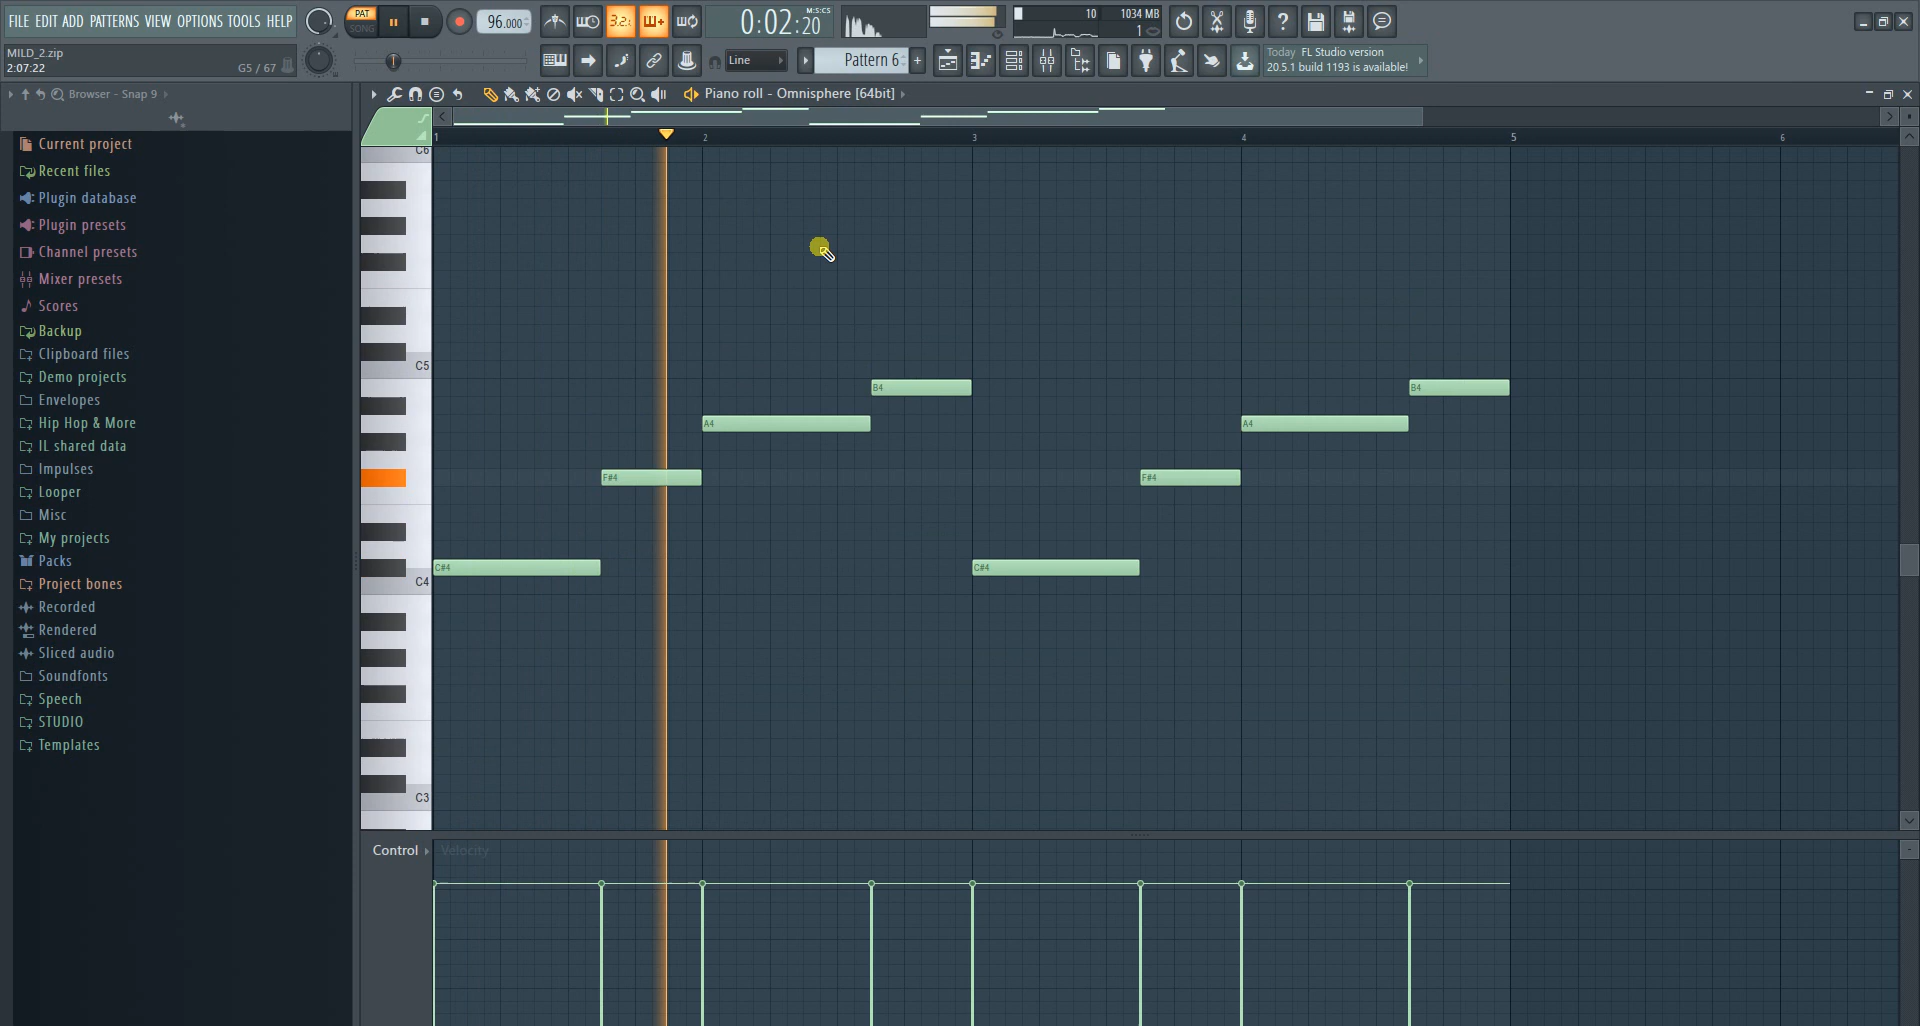 FILE EDIT ADD PATTERNS VIEW OPTIONS TOOLS HELP
PAT
SONG
96.000
3.2.
0:02:20
M:S:CS
10
1034 MB
1
MILD_2.zip
2:07:22
G5 / 67
Line
Pattern 6
+
Today FL Studio version
20.5.1 build 1193 is available!
Browser - Snap 9
Piano roll - Omnisphere [64bit]
1
2
3
4
5
6
Current project
Recent files
Plugin database
Plugin presets
Channel presets
Mixer presets
Scores
Backup
Clipboard files
Demo projects
Envelopes
Hip Hop & More
IL shared data
Impulses
Looper
Misc
My projects
Packs
Project bones
Recorded
Rendered
Sliced audio
Soundfonts
Speech
STUDIO
Templates
C6
C5
B4
B4
A4
A4
F#4
F#4
C#4
C#4
C4
C3
Control
Velocity